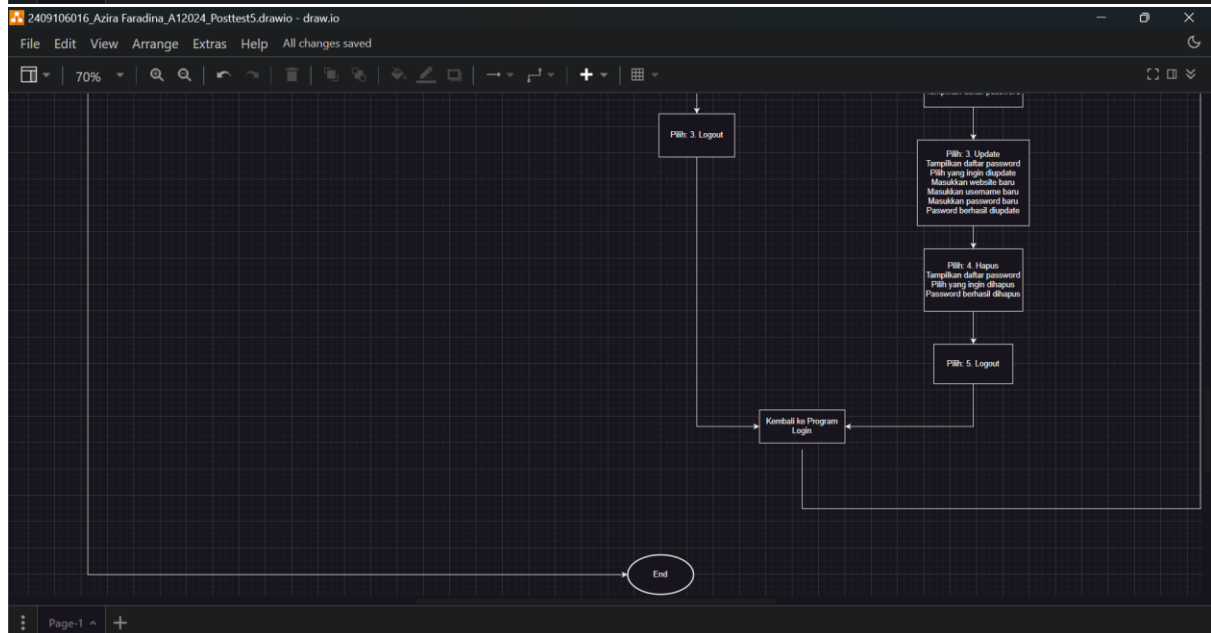 2409106016_Azira Faradina_A12024_Posttest5.drawio - draw.io
File Edit View Arrange Extras Help All changes saved
70%
Tampilkan daftar password
Pilih: 3. Logout
Pilih: 3. Update
Tampilkan daftar password
Pilih yang ingin diupdate
Masukkan website baru
Masukkan username baru
Masukkan password baru
Pasword berhasil diupdate
Pilih: 4. Hapus
Tampilkan daftar password
Pilih yang ingin dihapus
Password berhasil dihapus
Pilih: 5. Logout
Kembali ke Program
Login
End
Page-1